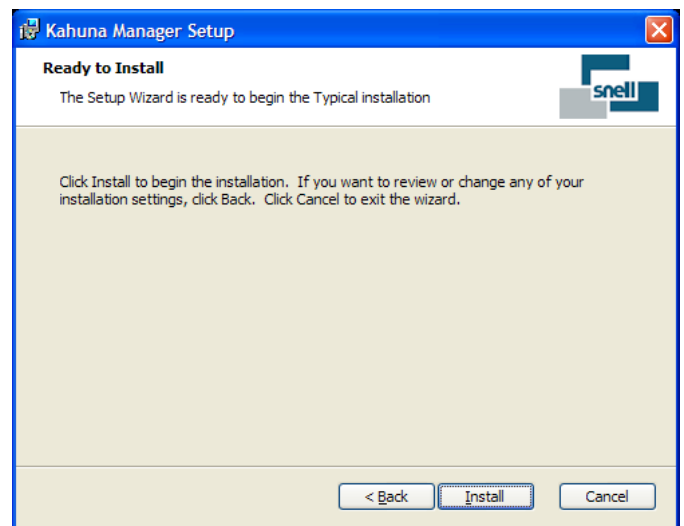 Kahuna Manager Setup
Ready to Install
The Setup Wizard is ready to begin the Typical installation
snell
Click Install to begin the installation. If you want to review or change any of your
installation settings, click Back. Click Cancel to exit the wizard.
< Back
Install
Cancel